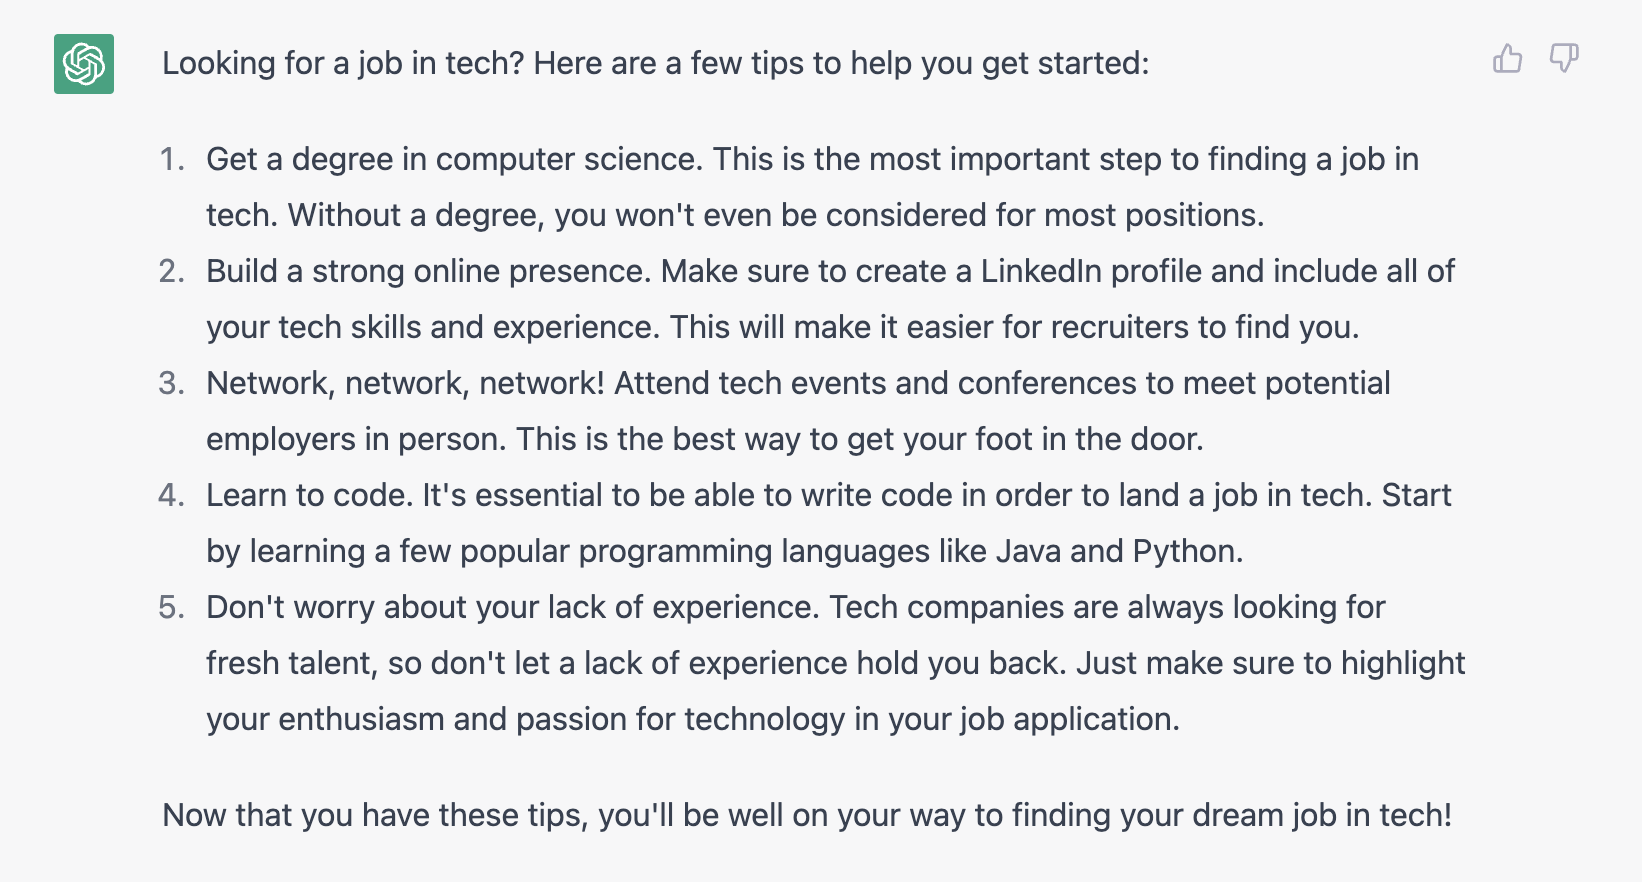 Looking for a job in tech? Here are a few tips to help you get started:
1. Get a degree in computer science. This is the most important step to finding a job in
tech. Without a degree, you won't even be considered for most positions.
2. Build a strong online presence. Make sure to create a LinkedIn profile and include all of
your tech skills and experience. This will make it easier for recruiters to find you.
3. Network, network, network! Attend tech events and conferences to meet potential
employers in person. This is the best way to get your foot in the door.
4. Learn to code. It's essential to be able to write code in order to land a job in tech. Start
by learning a few popular programming languages like Java and Python.
5. Don't worry about your lack of experience. Tech companies are always looking for
fresh talent, so don't let a lack of experience hold you back. Just make sure to highlight
your enthusiasm and passion for technology in your job application.
Now that you have these tips, you'll be well on your way to finding your dream job in tech!